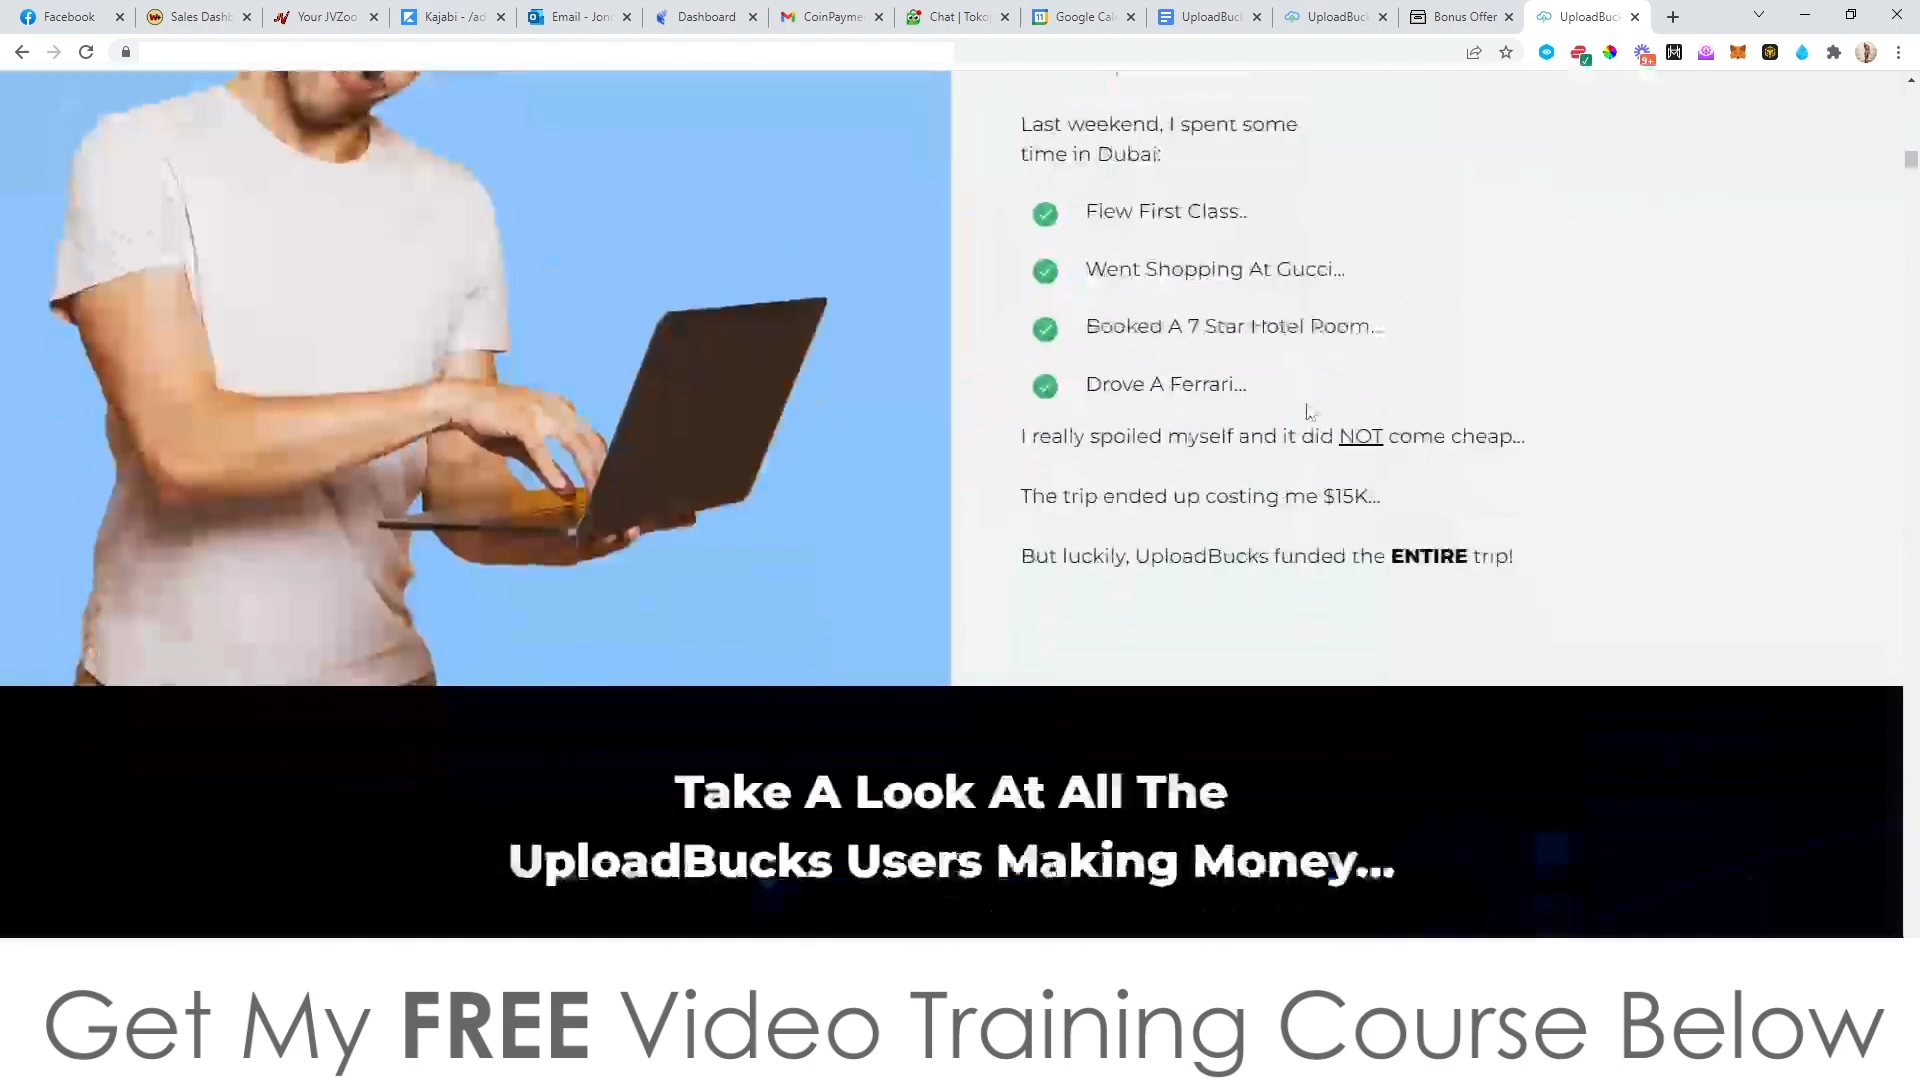 Facebook
Sales Dashb
Your JVZoo
Kajabi - /ad
Email - Jono
Dashboard
CoinPaymen
Chat | Toko
Google Cale
UploadBuck
UploadBuck
Bonus Offer
UploadBuck
9+
Last weekend, I spent some
time in Dubai:
Flew First Class..
Went Shopping At Gucci...
Booked A 7 Star Hotel Room...
Drove A Ferrari...
I really spoiled myself and it did NOT come cheap...
The trip ended up costing me $15K...
But luckily, UploadBucks funded the ENTIRE trip!
Take A Look At All The
UploadBucks Users Making Money...
Get My FREE Video Training Course Below